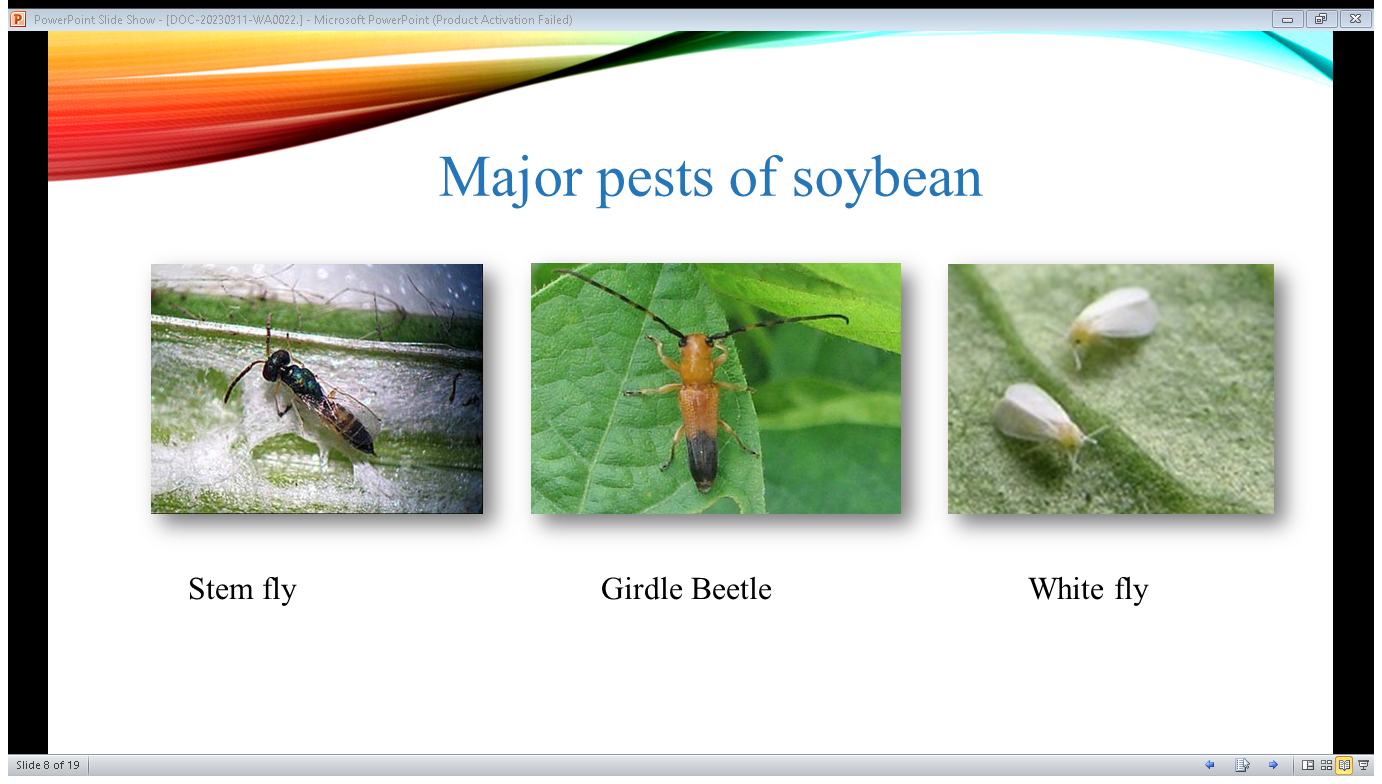 PowerPoint Slide Show - [DOC-20230311-WA0022.] - Microsoft PowerPoint (Product Activation Failed)
Major pests of soybean
Stem fly
Girdle Beetle
White fly
Slide 8 of 19